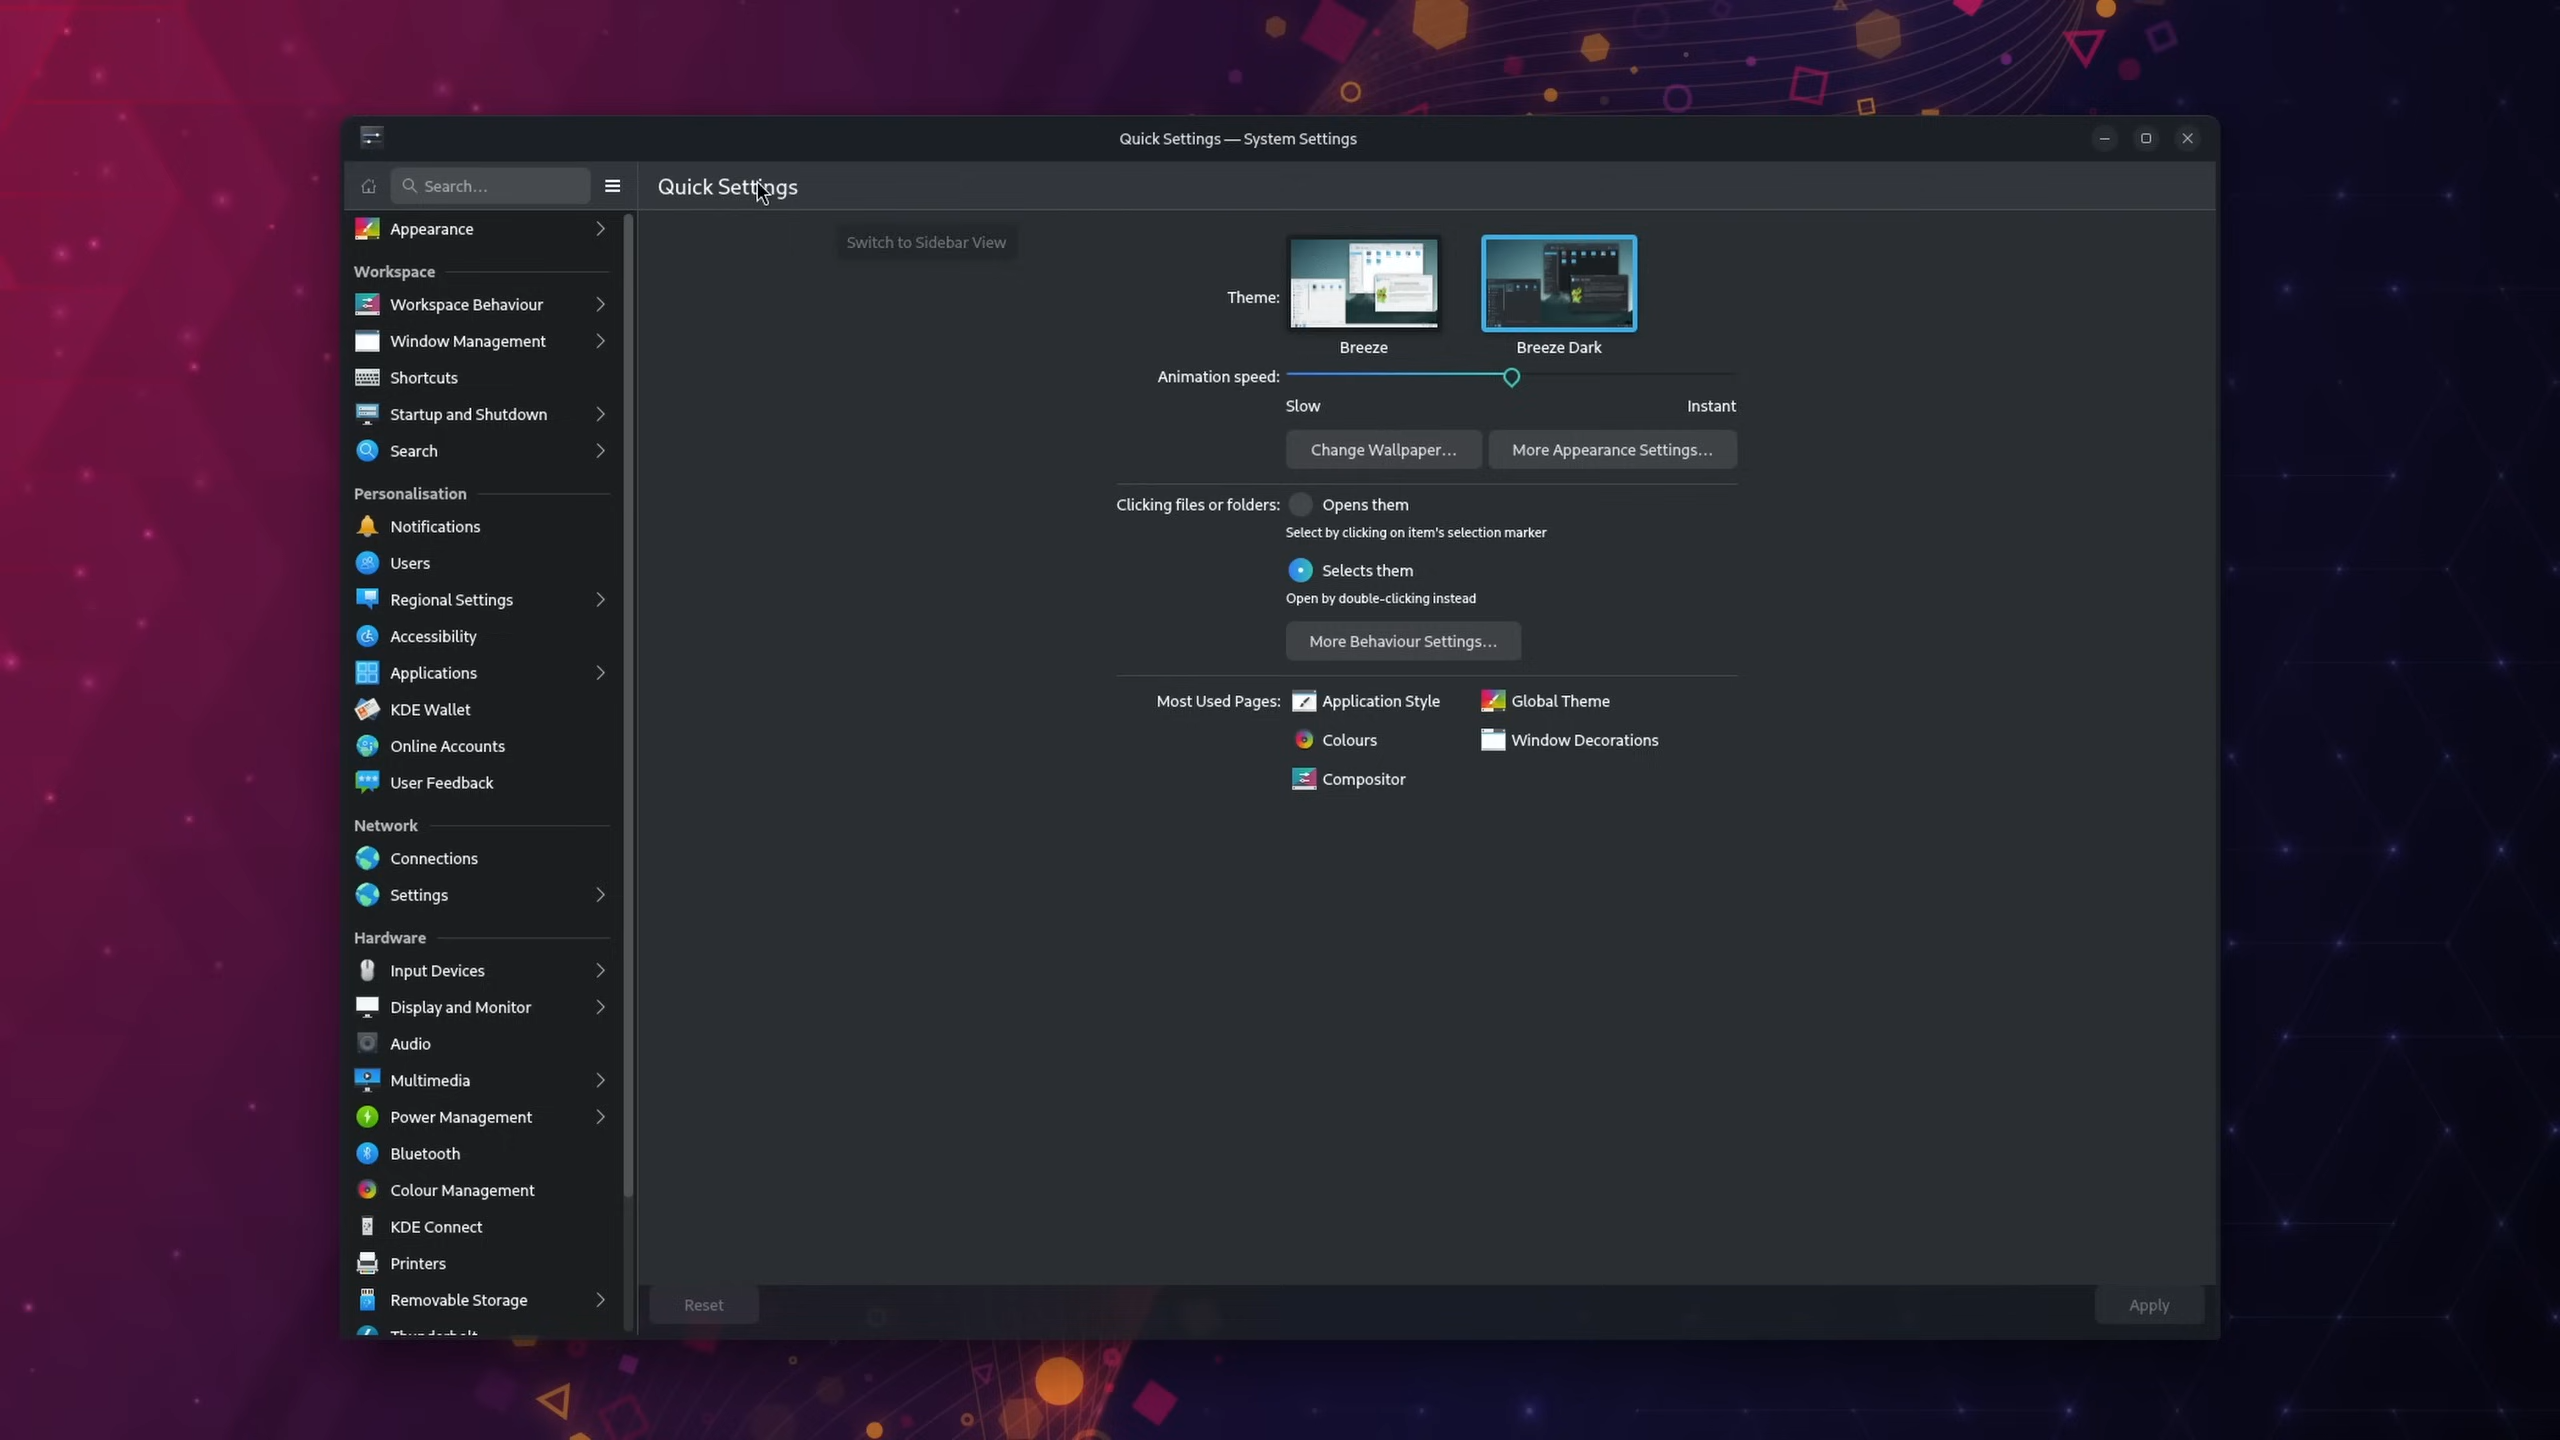 Quick Settings — System Settings
Search...
Quick Settings
Switch to Sidebar View
Appearance
Workspace
Workspace Behaviour
Window Management
Shortcuts
Startup and Shutdown
Search
Personalisation
Notifications
Users
Regional Settings
Accessibility
Applications
KDE Wallet
Online Accounts
User Feedback
Network
Connections
Settings
Hardware
Input Devices
Display and Monitor
Audio
Multimedia
Power Management
Bluetooth
Colour Management
KDE Connect
Printers
Removable Storage
Thunderbolt
Theme:
Breeze Breeze Dark
Animation speed:
Slow Instant
Change Wallpaper... More Appearance Settings...
Clicking files or folders: Opens them
Select by clicking on item's selection marker
Selects them
Open by double-clicking instead
More Behaviour Settings...
Most Used Pages: Application Style Global Theme
Colours Window Decorations
Compositor
Reset Apply